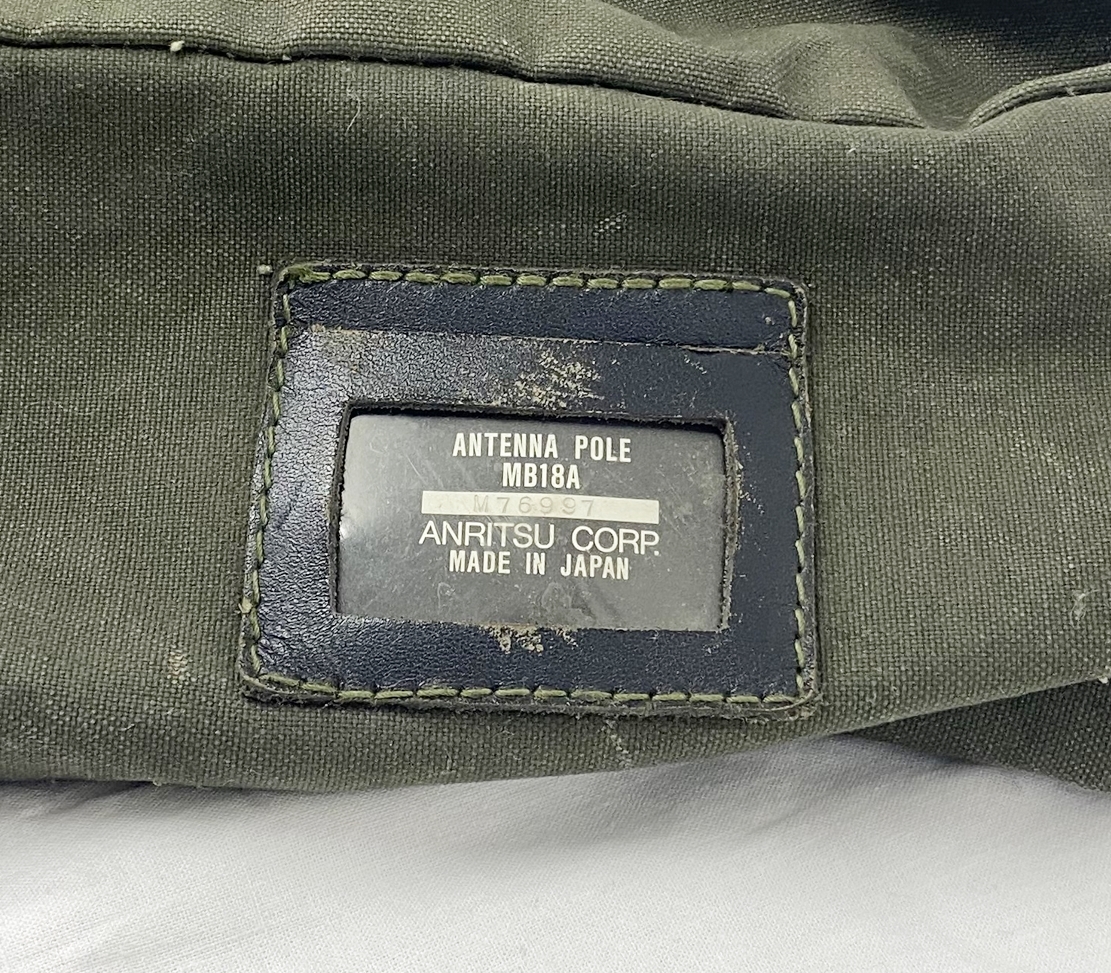 ANTENNA POLE
MB18A
M76997
ANRITSU CORP.
MADE IN JAPAN